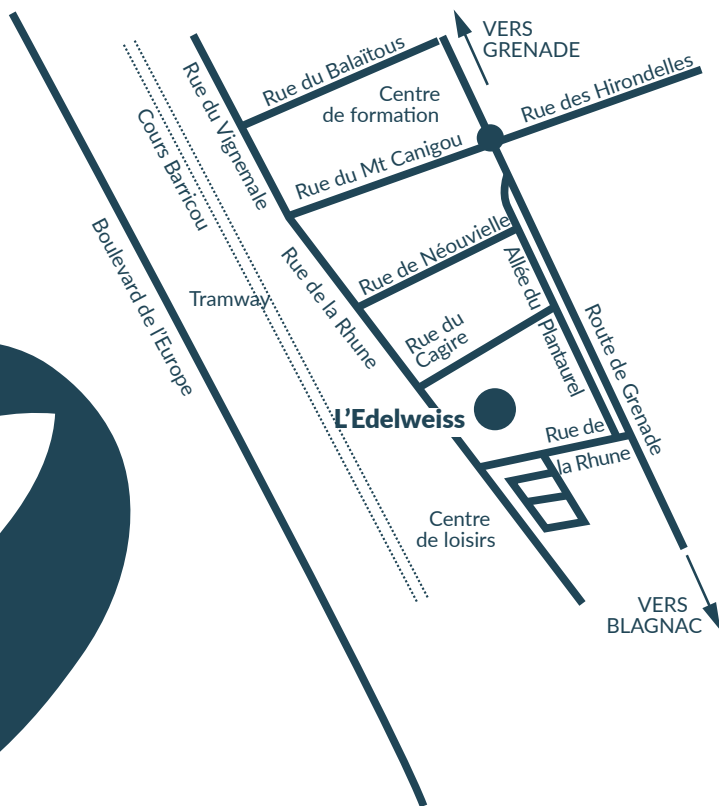 VERS
GRENADE
Rue du Balaïtous
Centre
de formation
Rue des Hirondelles
Rue du Vignemale
Cours Barricou
Rue du Mt Canigou
Boulevard de l'Europe
Rue de Néouvielle
Rue de la Rhune
Tramway
Allée du Plantaurel
Route de Grenade
Rue du
Cagire
L'Edelweiss
Rue de
la Rhune
Centre
de loisirs
VERS
BLAGNAC